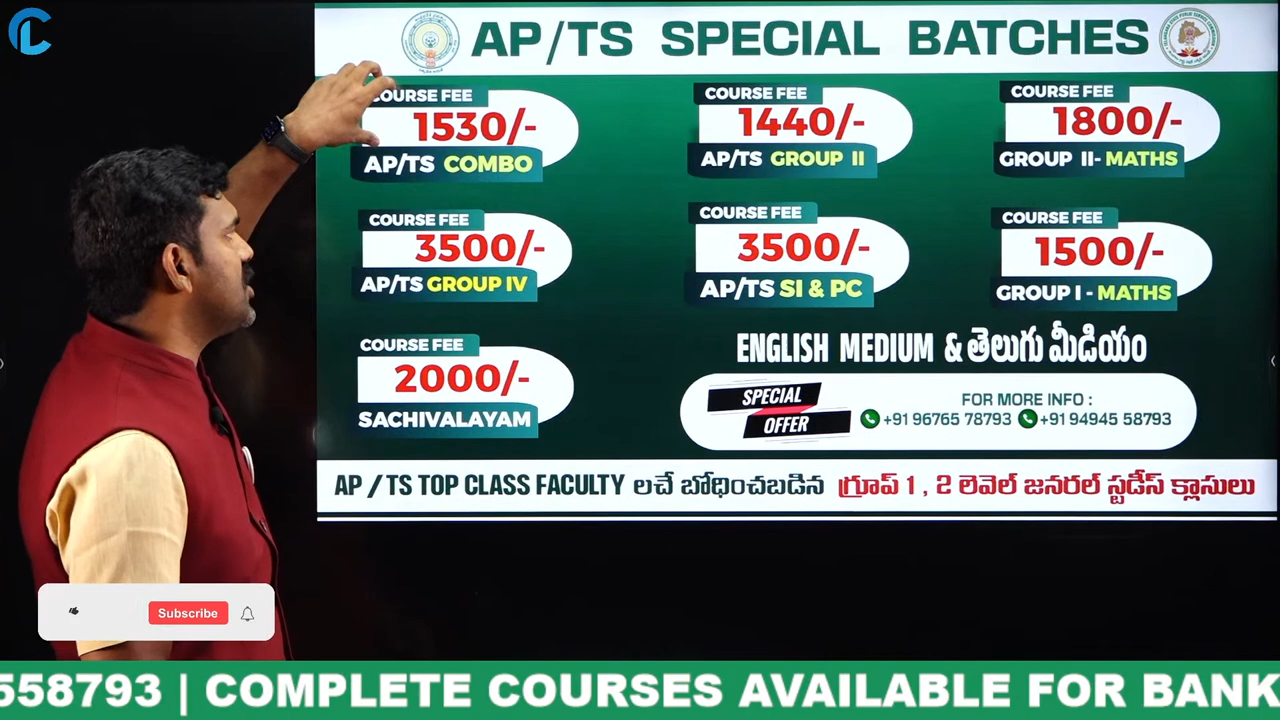 AP/TS SPECIAL BATCHES
COURSE FEE
1530/-
AP/TS COMBO
COURSE FEE
1440/-
AP/TS GROUP II
COURSE FEE
1800/-
GROUP II- MATHS
COURSE FEE
3500/-
AP/TS GROUP IV
COURSE FEE
3500/-
AP/TS SI & PC
COURSE FEE
1500/-
GROUP I - MATHS
COURSE FEE
2000/-
SACHIVALAYAM
ENGLISH MEDIUM & తెలుగు మీడియం
SPECIAL
OFFER
FOR MORE INFO :
+91 96765 78793 +91 94945 58793
AP / TS TOP CLASS FACULTY లచే బోధించబడిన గ్రూప్ 1 , 2 లెవెల్ జనరల్ స్టడీస్ క్లాసులు
Subscribe
558793 | COMPLETE COURSES AVAILABLE FOR BANK